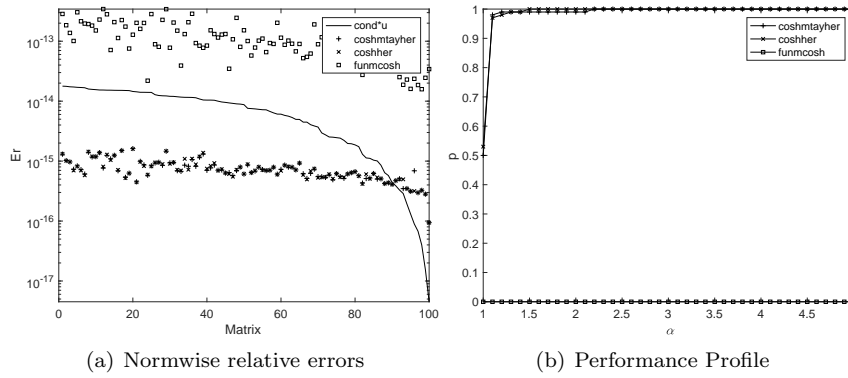 10^-13
10^-14
10^-15
10^-16
10^-17
Er
0 20 40 60 80 100
Matrix
cond*u
coshmtayher
coshher
funmcosh
(a) Normwise relative errors
1
0.9
0.8
0.7
0.6
0.5
0.4
0.3
0.2
0.1
0
p
1 1.5 2 2.5 3 3.5 4 4.5
α
coshmtayher
coshher
funmcosh
(b) Performance Profile